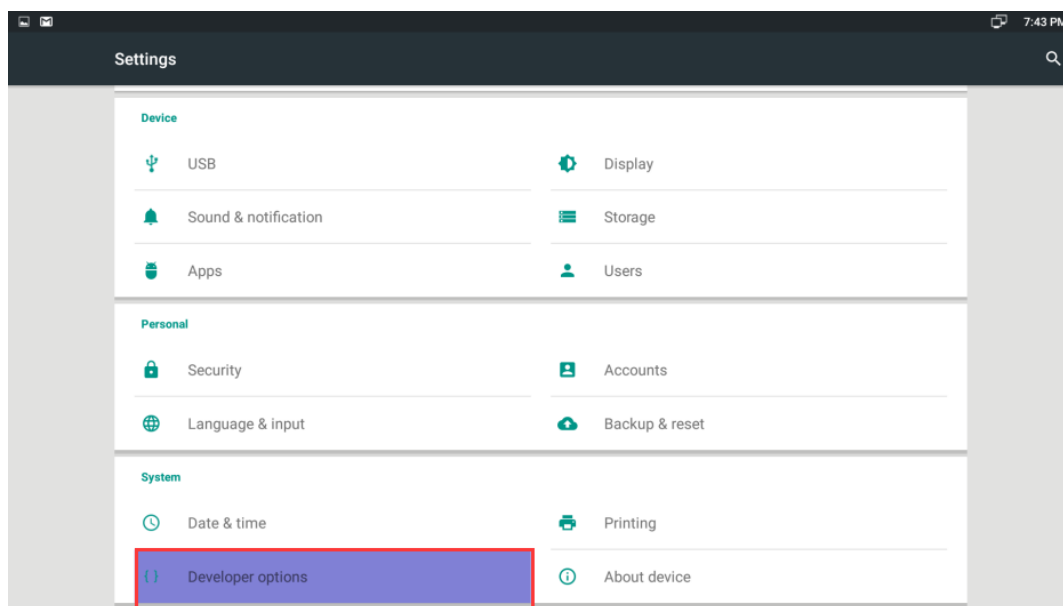 7:43 PM
Settings
Device
USB
Display
Sound & notification
Storage
Apps
Users
Personal
Security
Accounts
Language & input
Backup & reset
System
Date & time
Printing
{ } Developer options
About device